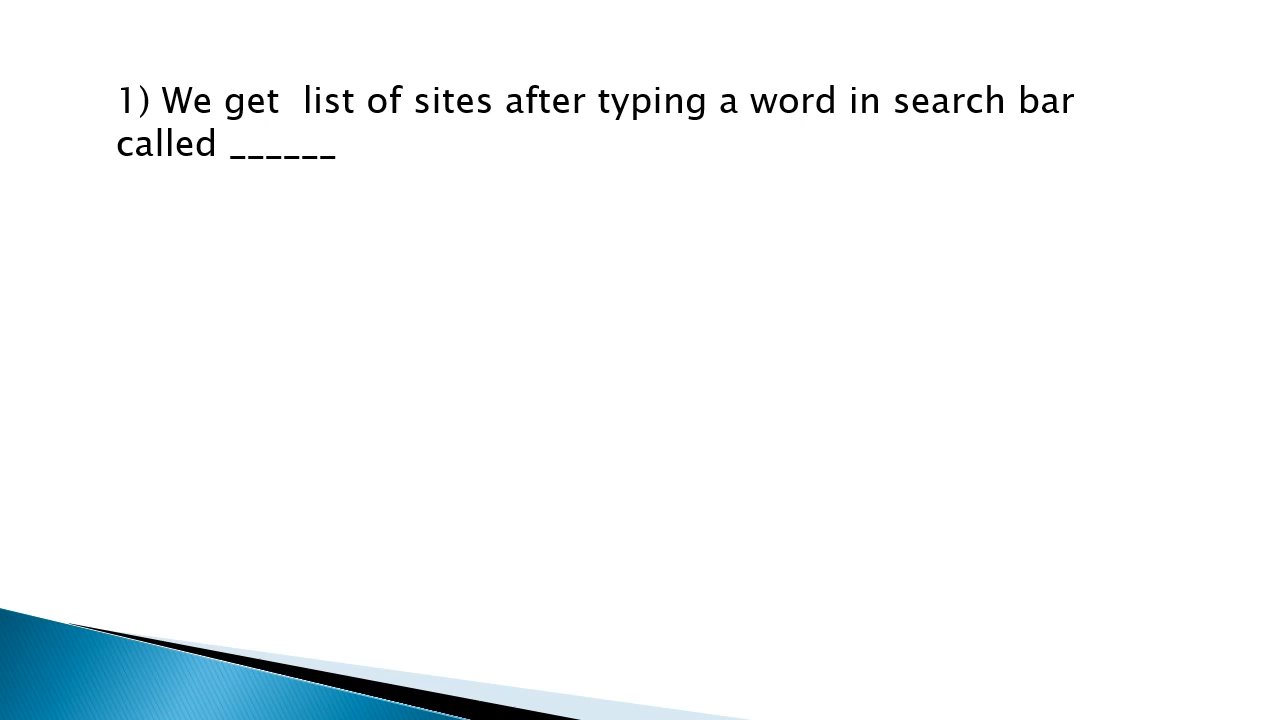 1) We get  list of sites after typing a word in search bar
called ______